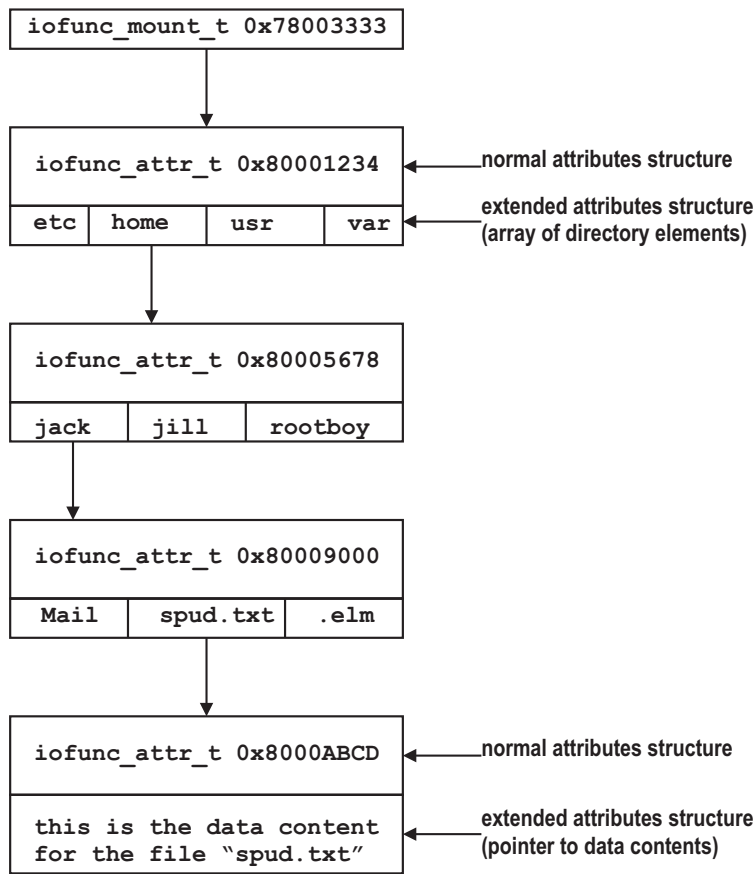 iofunc_mount_t 0x78003333
iofunc_attr_t 0x80001234
normal attributes structure
etc home usr var
extended attributes structure
(array of directory elements)
iofunc_attr_t 0x80005678
jack jill rootboy
iofunc_attr_t 0x80009000
Mail spud.txt .elm
iofunc_attr_t 0x8000ABCD
normal attributes structure
this is the data content
for the file “spud.txt”
extended attributes structure
(pointer to data contents)